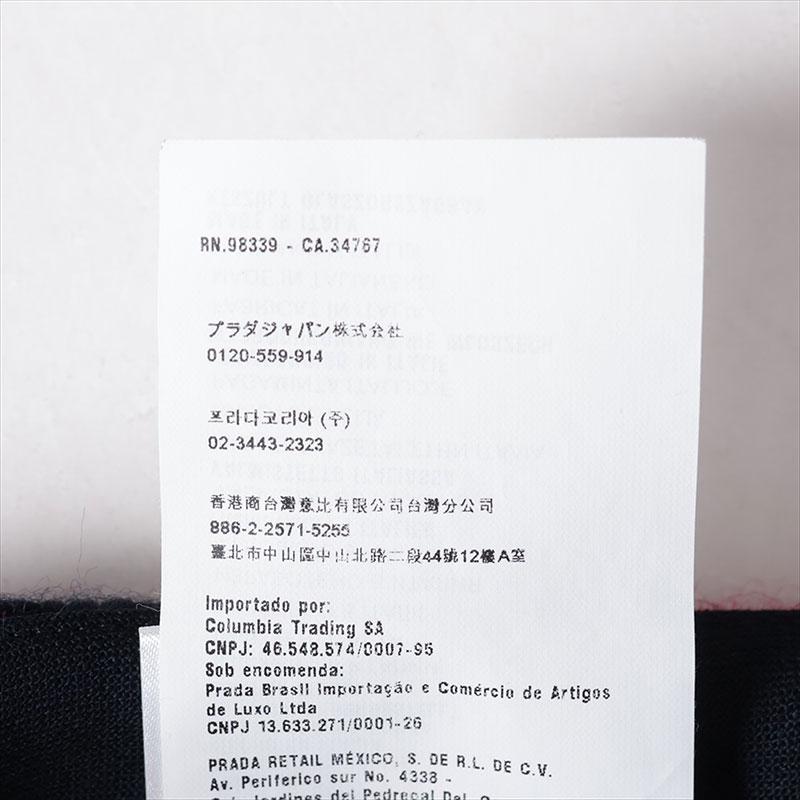 RN.98339 - CA.34767
プラダジャパン株式会社
0120-559-914
프라다코리아 (주)
02-3443-2323
香港商台灣意比有限公司台灣分公司
886-2-2571-5255
臺北市中山區中山北路二段44號12樓A室
Importado por:
Columbia Trading SA
CNPJ: 46.548.574/0007-95
Sob encomenda:
Prada Brasil Importação e Comércio de Artigos
de Luxo Ltda
CNPJ 13.633.271/0001-26
PRADA RETAIL MÉXICO, S. DE R.L. DE C.V.
Av. Periferico sur No. 4338 -
Jardines del Pedregal